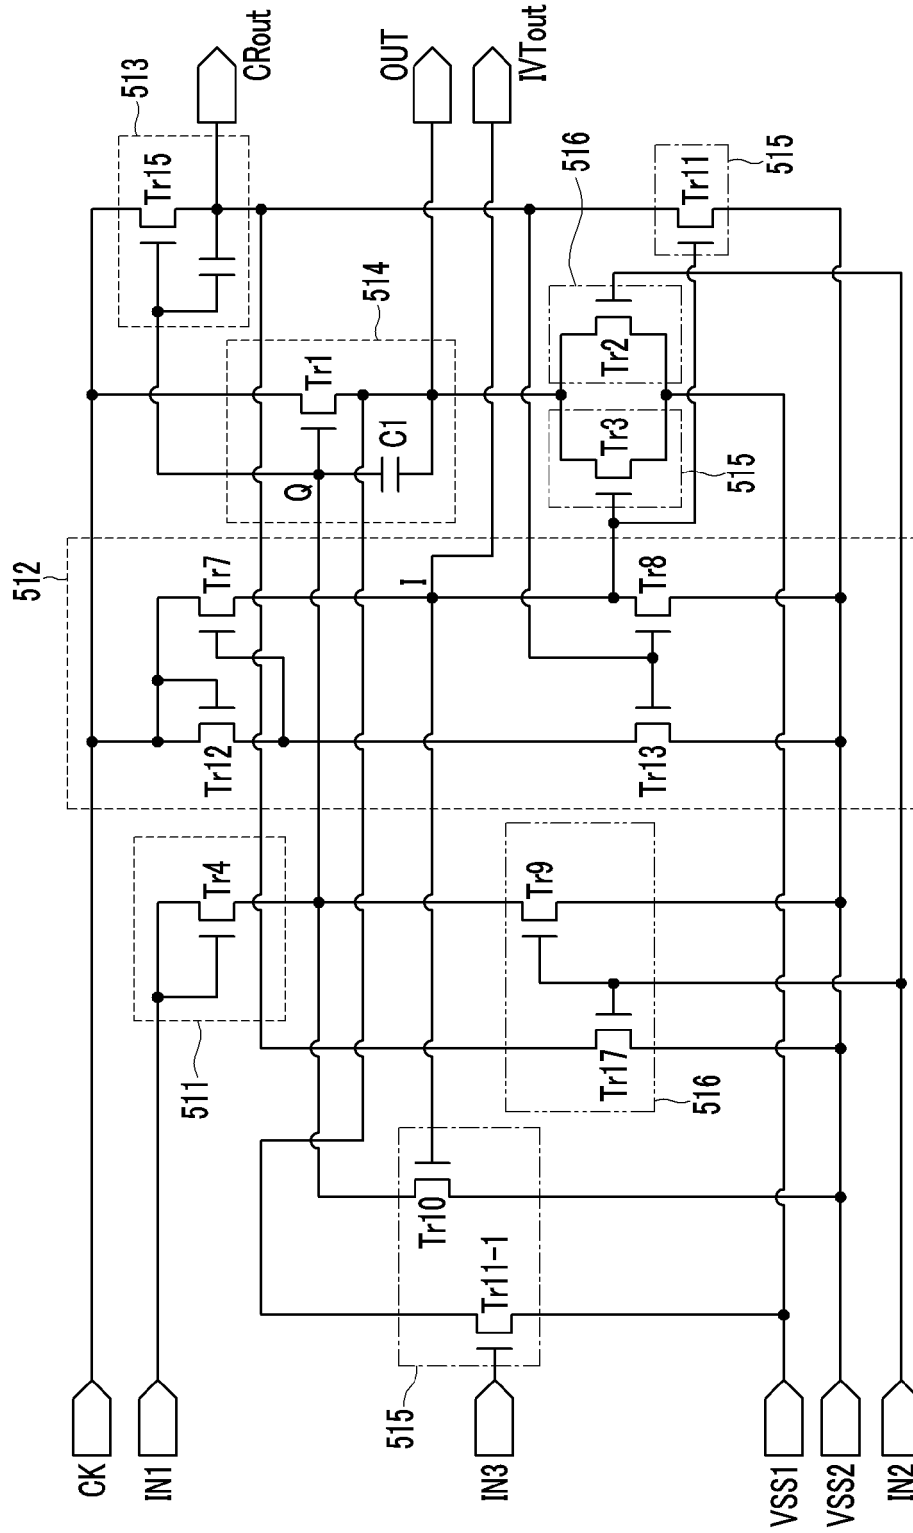 CK
IN1
IN3
VSS1
VSS2
IN2
511
Tr4
515
Tr11-1
Tr10
516
Tr17
Tr9
512
Tr12
Tr7
I
Tr13
Tr8
513
Tr15
514
Q
Tr1
C1
515
Tr3
516
Tr2
515
Tr11
CRout
OUT
IVTout